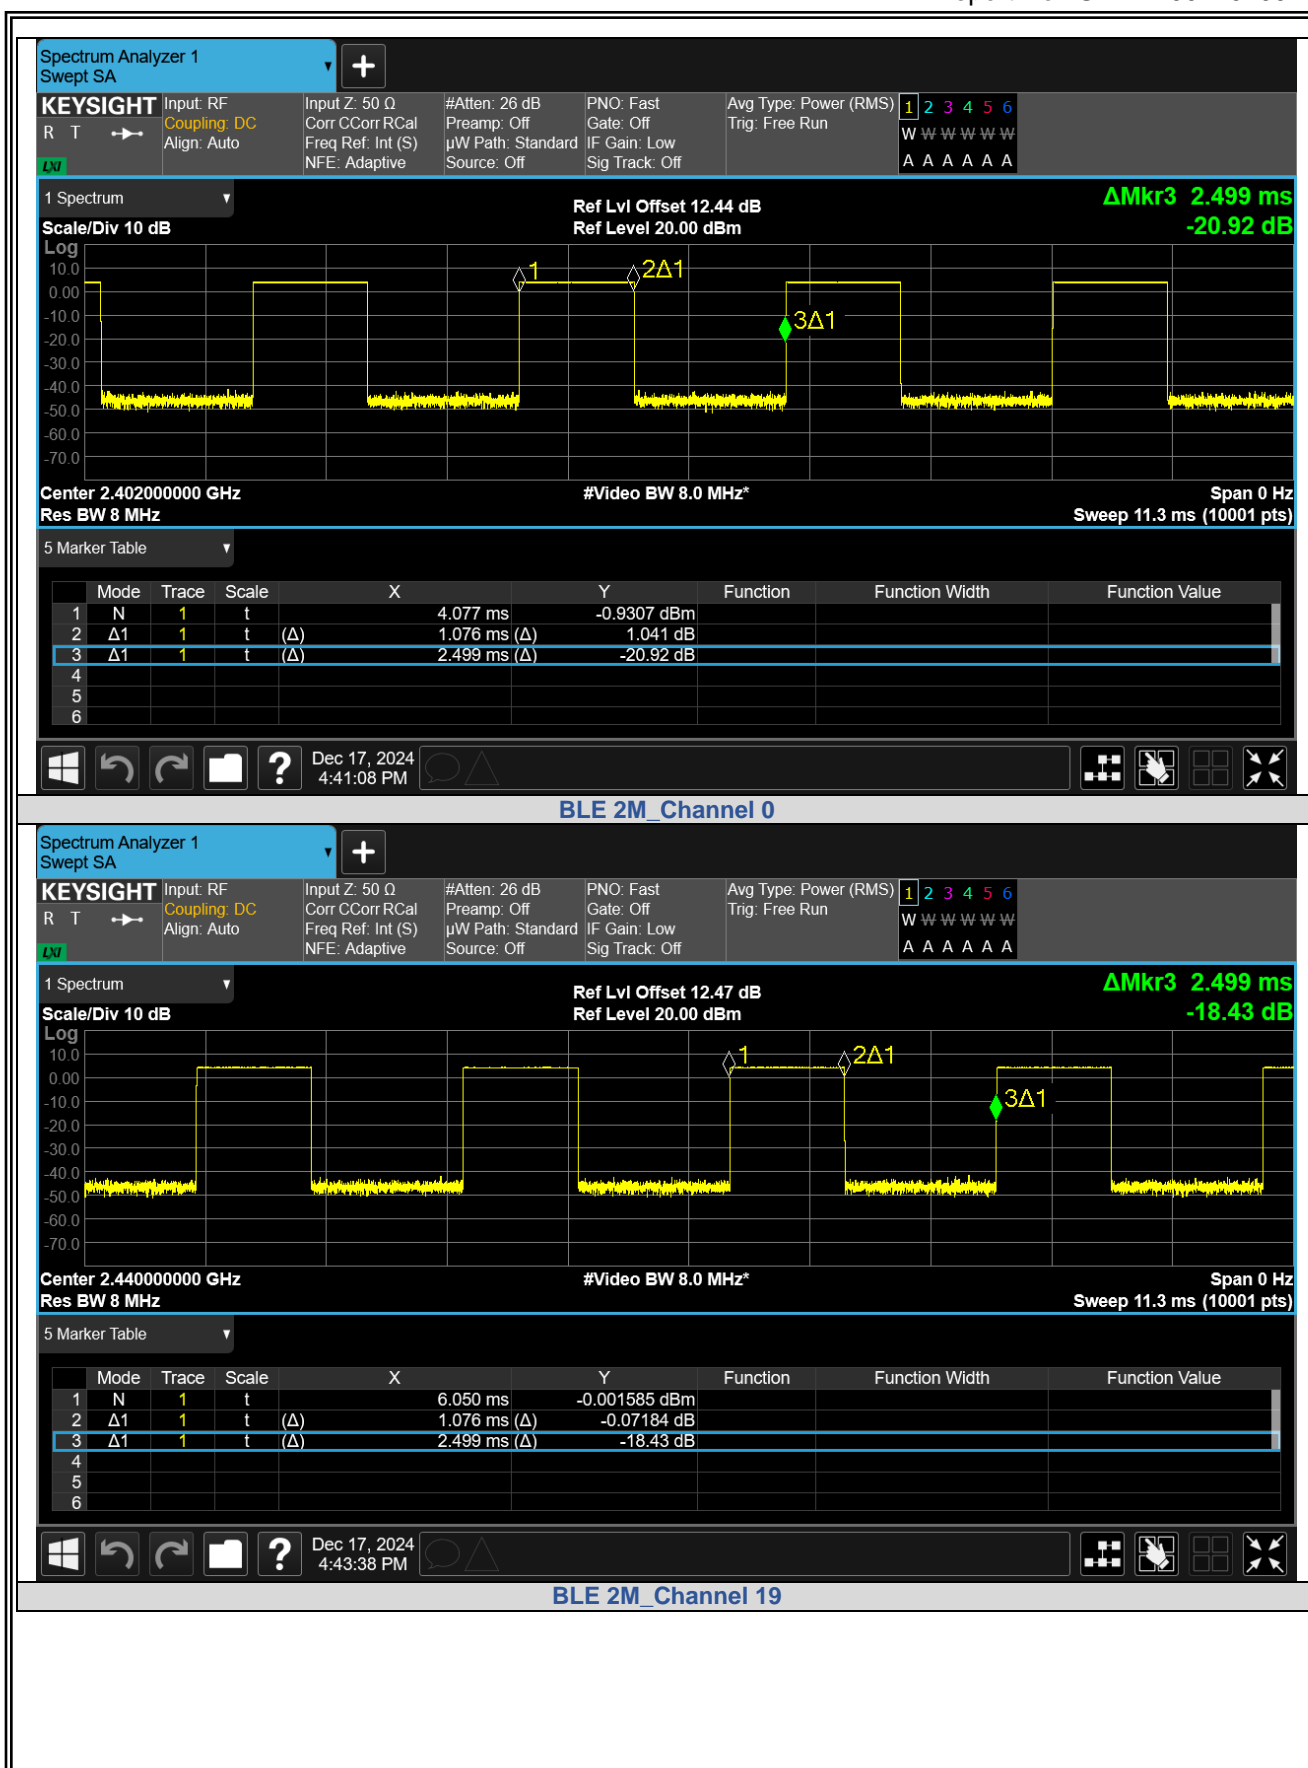 Spectrum Analyzer 1
Swept SA
KEYSIGHT Input: RF Input Z: 50 Ω #Atten: 26 dB PNO: Fast Avg Type: Power (RMS) 1 2 3 4 5 6
R T Coupling: DC Corr CCorr RCal Preamp: Off Gate: Off Trig: Free Run W W W W W W
Align: Auto Freq Ref: Int (S) µW Path: Standard IF Gain: Low
LXI NFE: Adaptive Source: Off Sig Track: Off A A A A A A
1 Spectrum Ref Lvl Offset 12.44 dB ΔMkr3 2.499 ms
Scale/Div 10 dB Ref Level 20.00 dBm -20.92 dB
Log
10.0 1 2Δ1
0.00
-10.0 3Δ1
-20.0
-30.0
-40.0
-50.0
-60.0
-70.0
Center 2.402000000 GHz #Video BW 8.0 MHz* Span 0 Hz
Res BW 8 MHz Sweep 11.3 ms (10001 pts)
5 Marker Table
Mode Trace Scale X Y Function Function Width Function Value
1 N 1 t 4.077 ms -0.9307 dBm
2 Δ1 1 t (Δ) 1.076 ms (Δ) 1.041 dB
3 Δ1 1 t (Δ) 2.499 ms (Δ) -20.92 dB
4
5
6
? Dec 17, 2024
4:41:08 PM
BLE 2M_Channel 0
Spectrum Analyzer 1
Swept SA
KEYSIGHT Input: RF Input Z: 50 Ω #Atten: 26 dB PNO: Fast Avg Type: Power (RMS) 1 2 3 4 5 6
R T Coupling: DC Corr CCorr RCal Preamp: Off Gate: Off Trig: Free Run W W W W W W
Align: Auto Freq Ref: Int (S) µW Path: Standard IF Gain: Low
LXI NFE: Adaptive Source: Off Sig Track: Off A A A A A A
1 Spectrum Ref Lvl Offset 12.47 dB ΔMkr3 2.499 ms
Scale/Div 10 dB Ref Level 20.00 dBm -18.43 dB
Log
10.0 1 2Δ1
0.00
-10.0 3Δ1
-20.0
-30.0
-40.0
-50.0
-60.0
-70.0
Center 2.440000000 GHz #Video BW 8.0 MHz* Span 0 Hz
Res BW 8 MHz Sweep 11.3 ms (10001 pts)
5 Marker Table
Mode Trace Scale X Y Function Function Width Function Value
1 N 1 t 6.050 ms -0.001585 dBm
2 Δ1 1 t (Δ) 1.076 ms (Δ) -0.07184 dB
3 Δ1 1 t (Δ) 2.499 ms (Δ) -18.43 dB
4
5
6
? Dec 17, 2024
4:43:38 PM
BLE 2M_Channel 19